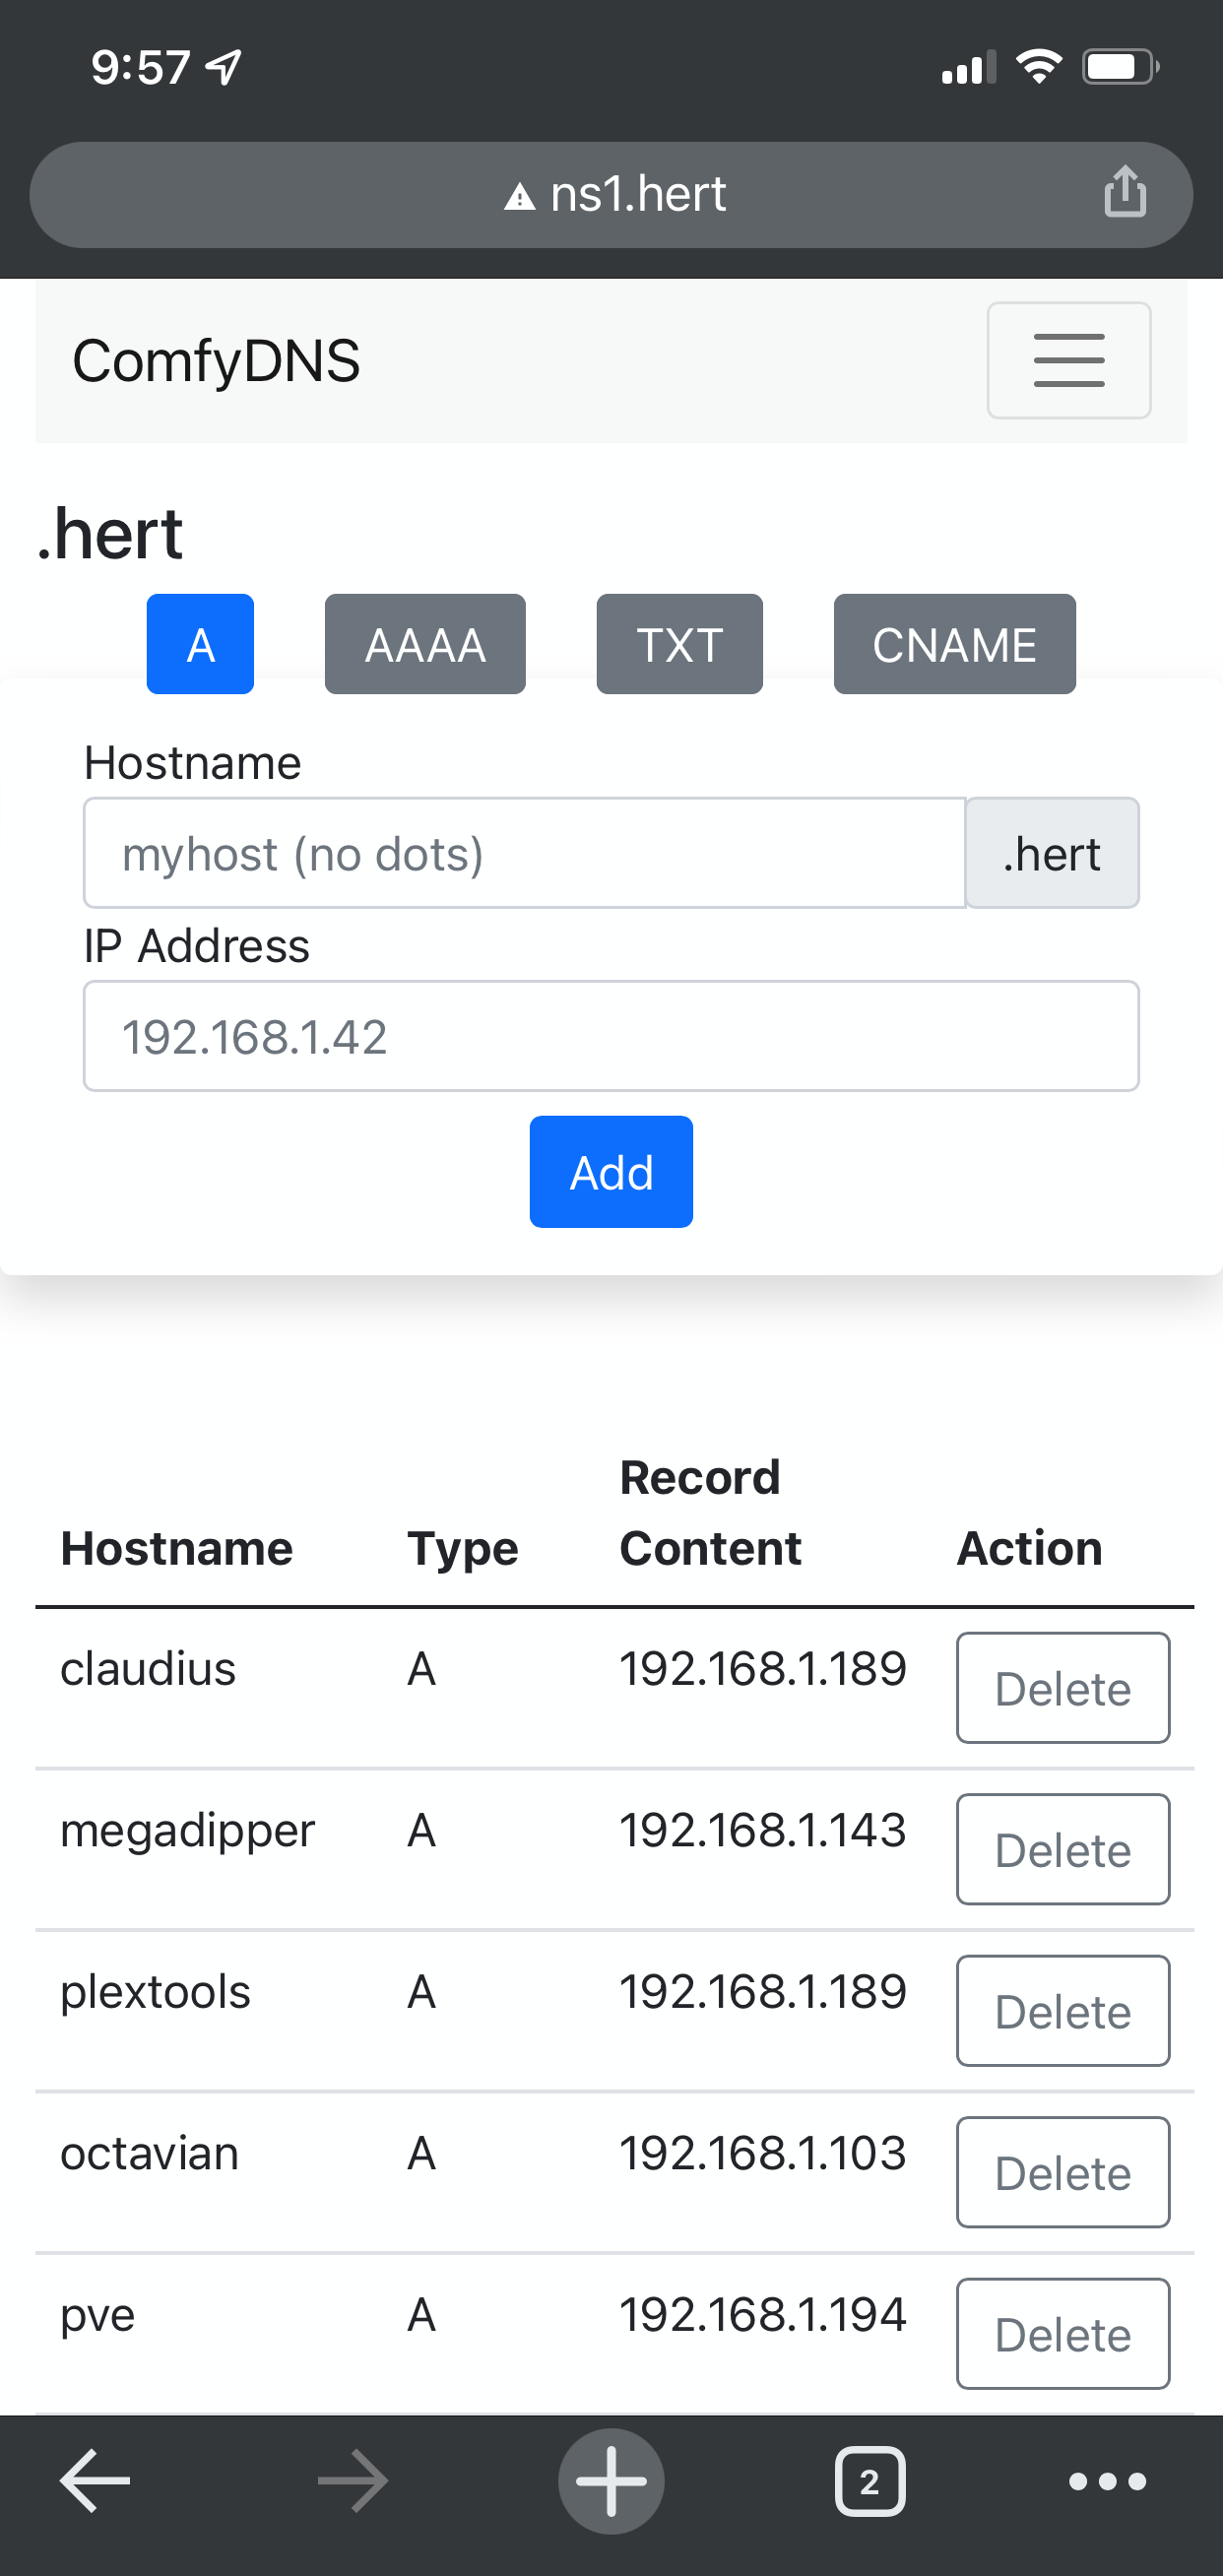 9:57
ns1.hert
ComfyDNS
.hert
A AAAA TXT CNAME
Hostname
myhost (no dots) .hert
IP Address
192.168.1.42
Add
Record
Hostname Type Content Action
claudius A 192.168.1.189 Delete
megadipper A 192.168.1.143 Delete
plextools A 192.168.1.189 Delete
octavian A 192.168.1.103 Delete
pve A 192.168.1.194 Delete
2